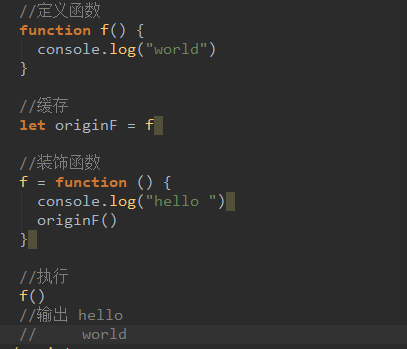 //定义函数
function f() {
  console.log("world")
}
//缓存
let originF = f
//装饰函数
f = function () {
  console.log("hello ")
  originF()
}
//执行
f()
//输出 hello
//     world